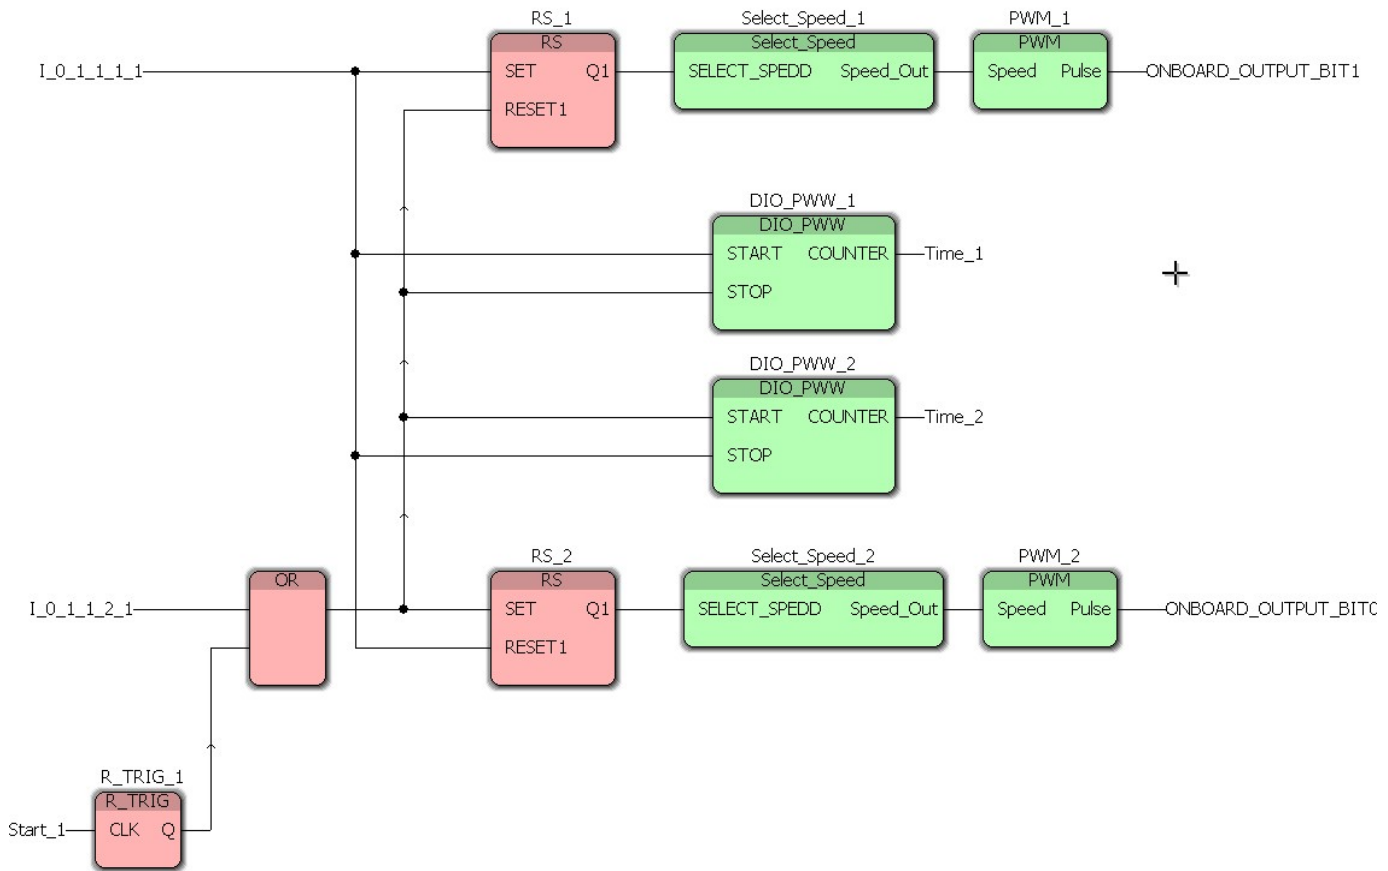 RS_1 Select_Speed_1 PWM_1
RS Select_Speed PWM
I_0_1_1_1_1 SET Q1 SELECT_SPEDD Speed_Out Speed Pulse ONBOARD_OUTPUT_BIT1
RESET1
DIO_PWW_1
DIO_PWW
START COUNTER Time_1
STOP
DIO_PWW_2
DIO_PWW
START COUNTER Time_2
STOP
RS_2 Select_Speed_2 PWM_2
OR RS Select_Speed PWM
I_0_1_1_2_1 SET Q1 SELECT_SPEDD Speed_Out Speed Pulse ONBOARD_OUTPUT_BIT0
RESET1
R_TRIG_1
R_TRIG
Start_1 CLK Q